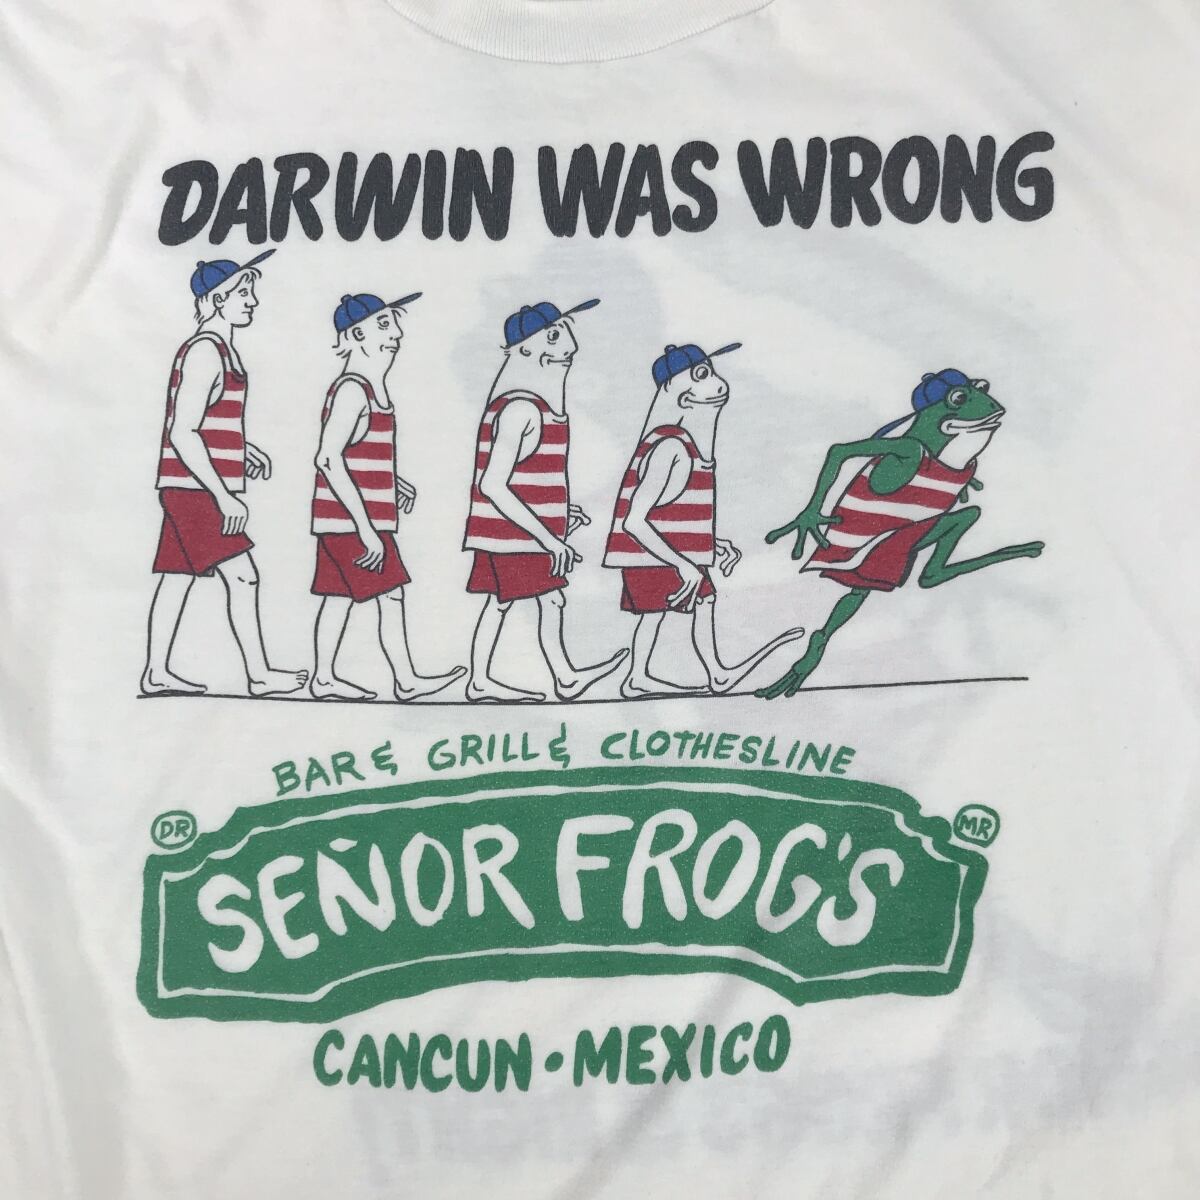 DARWIN WAS WRONG
BAR & GRILL & CLOTHESLINE
DR
MR
SEÑOR FROG'S
CANCUN • MEXICO